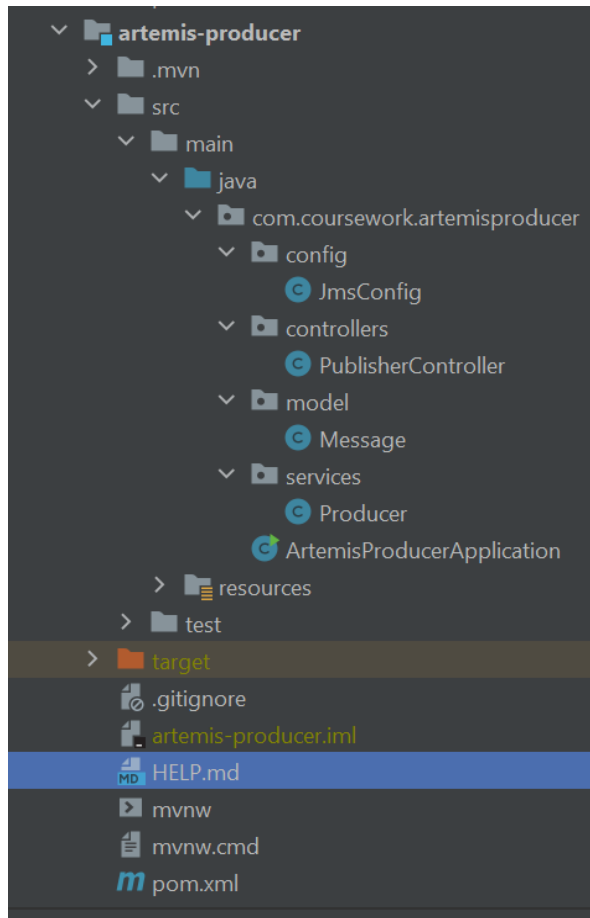 artemis-producer
.mvn
src
main
java
com.coursework.artemisproducer
config
C JmsConfig
controllers
C PublisherController
model
C Message
services
C Producer
C ArtemisProducerApplication
resources
test
target
.gitignore
artemis-producer.iml
MD HELP.md
mvnw
mvnw.cmd
m pom.xml